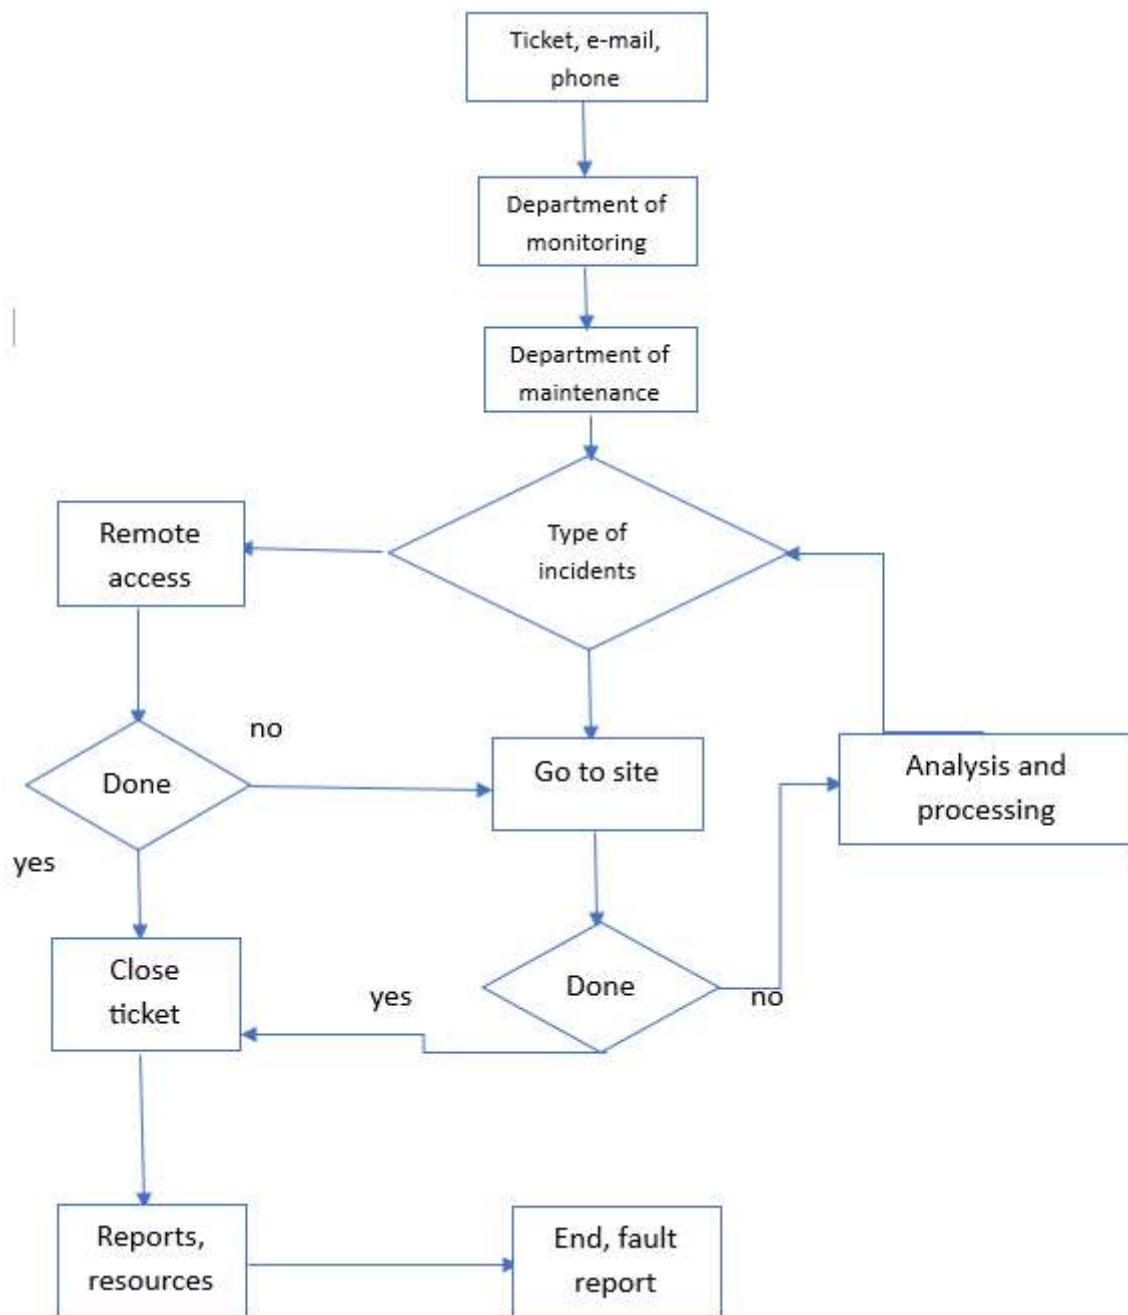 Ticket, e-mail,
phone
Department of
monitoring
Department of
maintenance
Type of
incidents
Remote
access
no
Done
Go to site
Analysis and
processing
yes
Close
ticket
yes
Done
no
Reports,
resources
End, fault
report